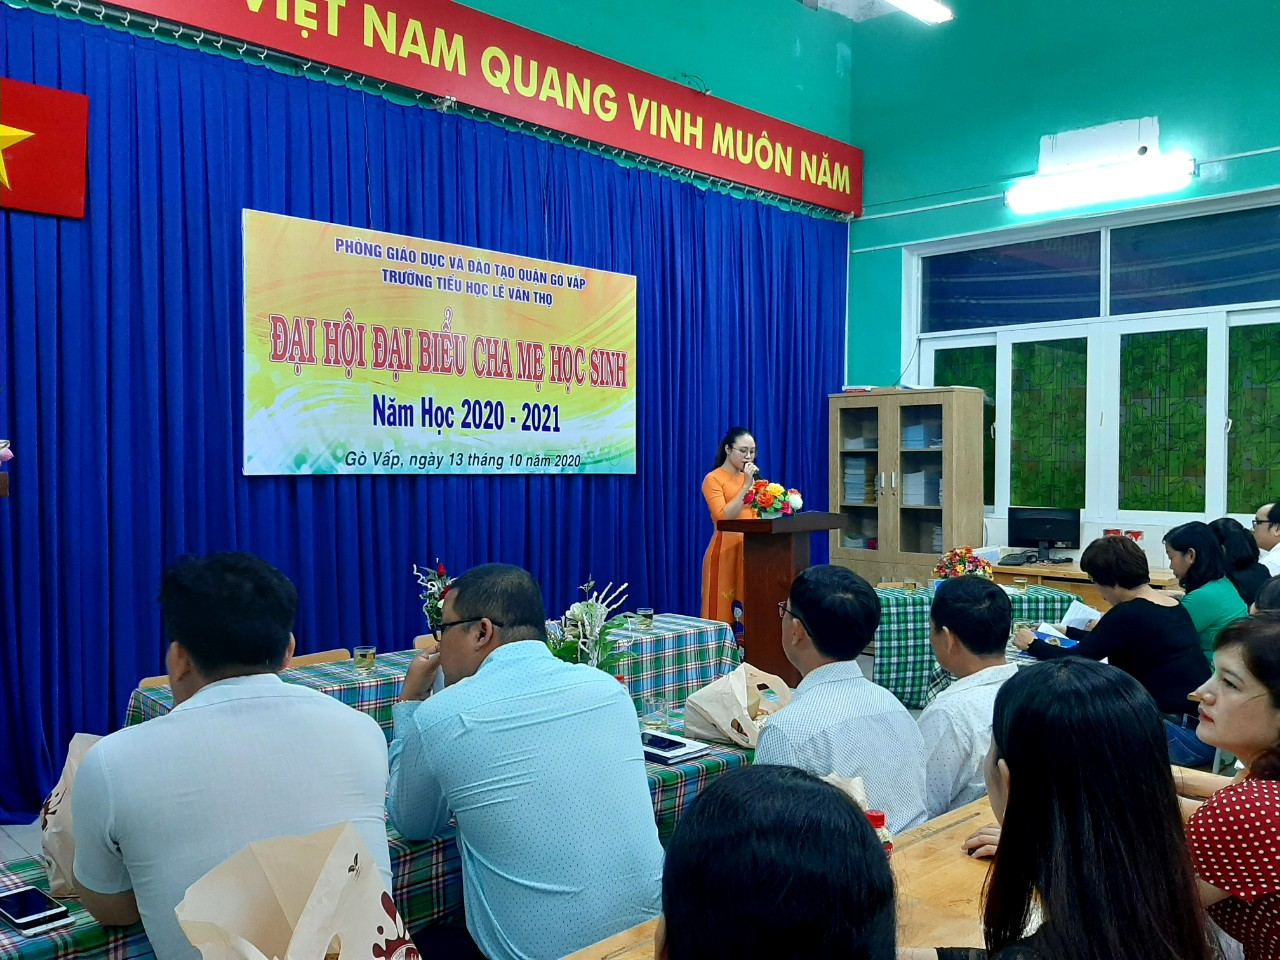 VIỆT NAM QUANG VINH MUÔN NĂM
PHÒNG GIÁO DỤC VÀ ĐÀO TẠO QUẬN GÒ VẤP
TRƯỜNG TIỂU HỌC LÊ VĂN THỌ
ĐẠI HỘI ĐẠI BIỂU CHA MẸ HỌC SINH
Năm Học 2020 - 2021
Gò Vấp, ngày 13 tháng 10 năm 2020